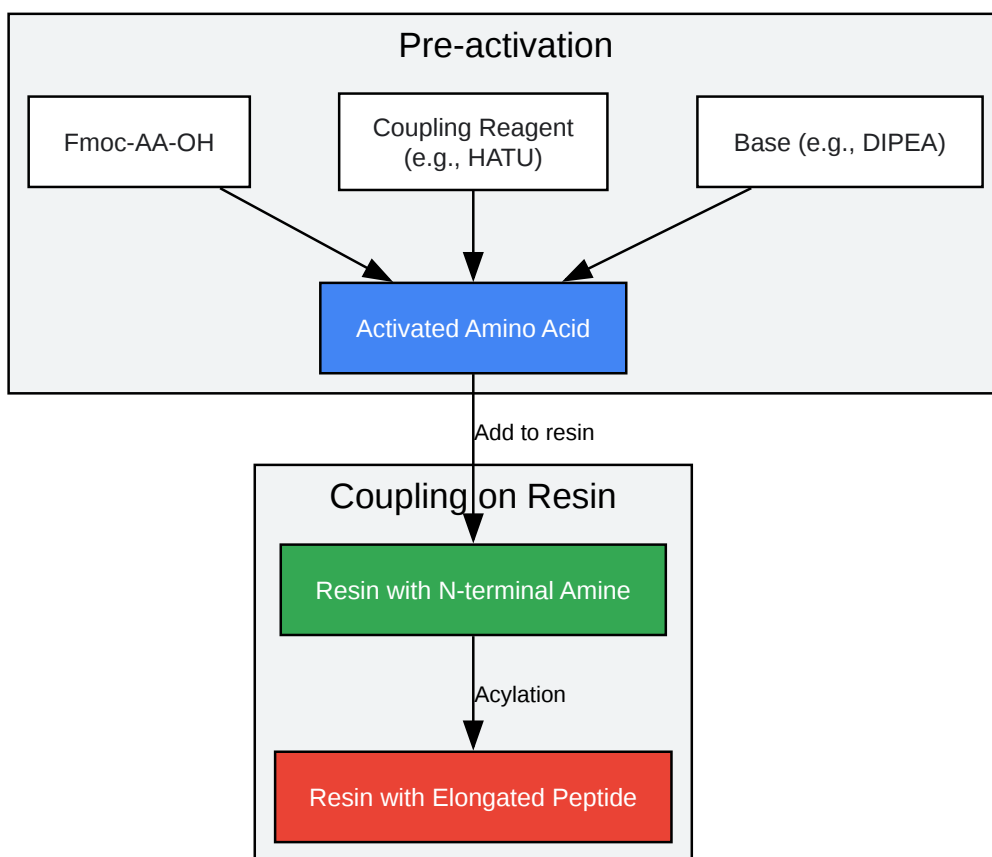 Pre-activation
Fmoc-AA-OH
Coupling Reagent
(e.g., HATU)
Base (e.g., DIPEA)
Activated Amino Acid
Add to resin
Coupling on Resin
Resin with N-terminal Amine
Acylation
Resin with Elongated Peptide